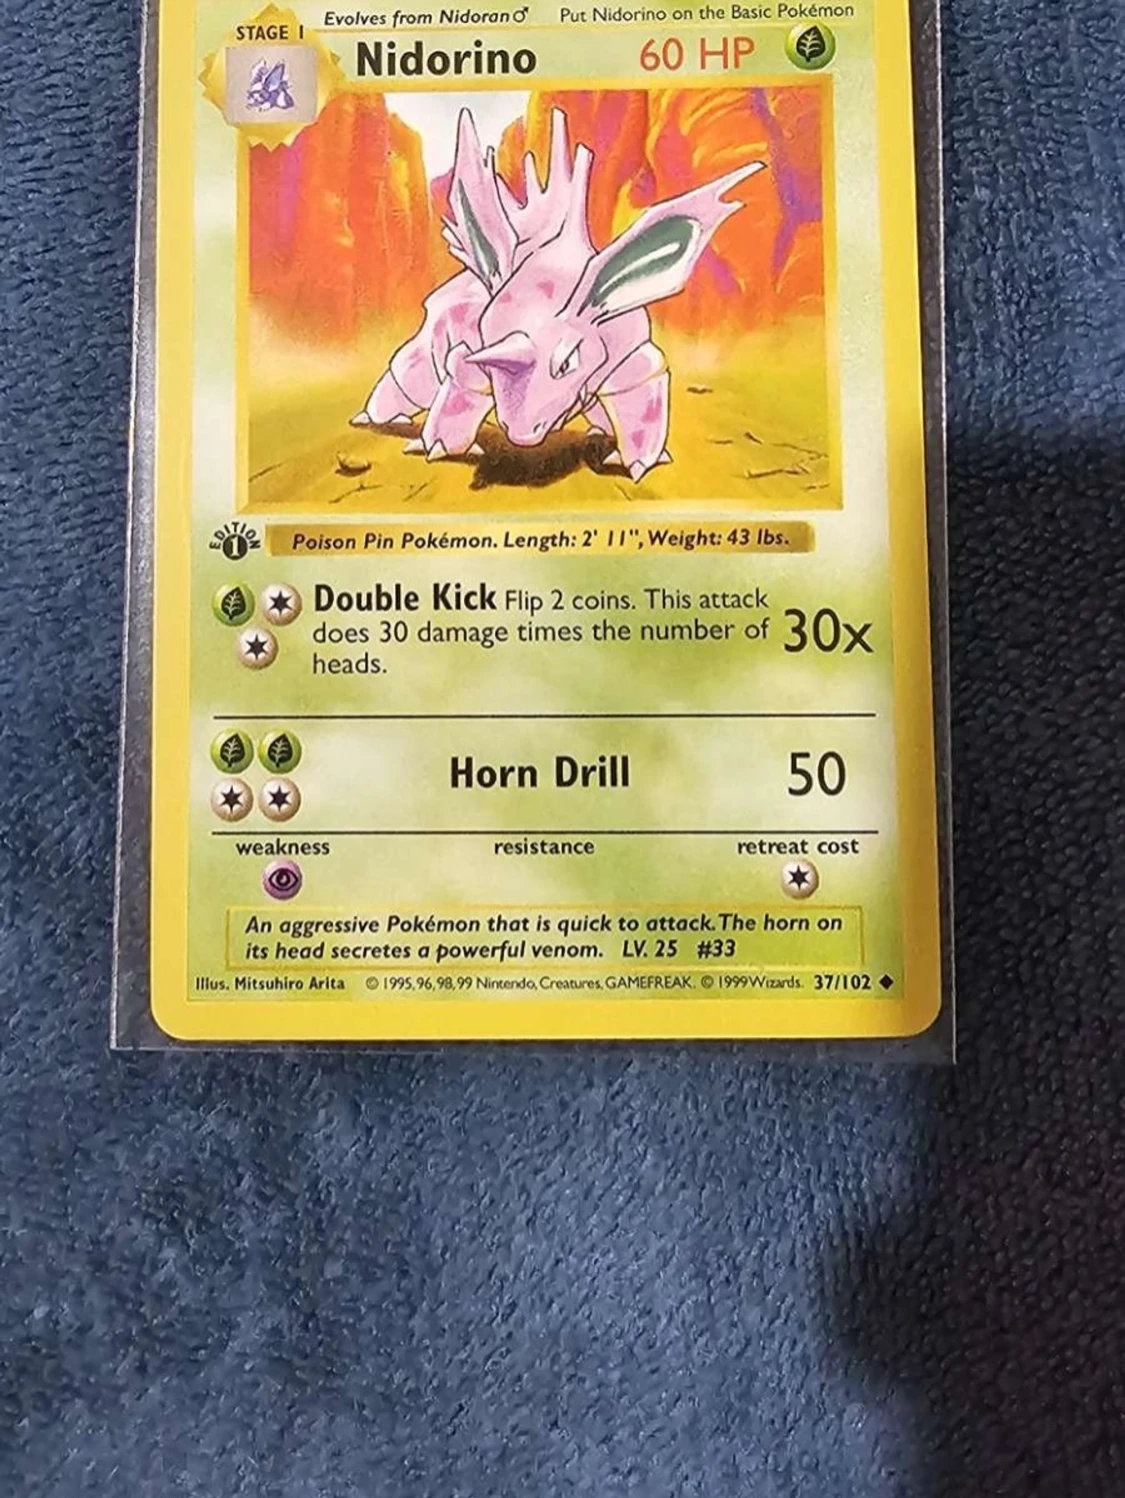 Evolves from Nidoran♂ Put Nidorino on the Basic Pokémon
STAGE 1
Nidorino 60 HP
EDITION
1
Poison Pin Pokémon. Length: 2' 11", Weight: 43 lbs.
Double Kick Flip 2 coins. This attack
does 30 damage times the number of
heads.
30x
Horn Drill 50
weakness resistance retreat cost
An aggressive Pokémon that is quick to attack. The horn on
its head secretes a powerful venom. LV. 25 #33
Illus. Mitsuhiro Arita © 1995, 96, 98, 99 Nintendo, Creatures, GAMEFREAK. © 1999 Wizards. 37/102 ◆